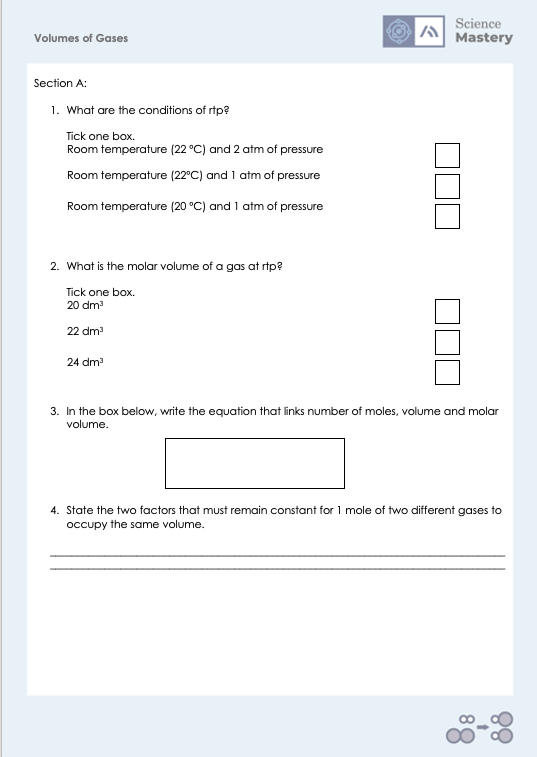 Volumes of Gases
Science
Mastery
Section A:
1. What are the conditions of rtp?
Tick one box.
Room temperature (22 ºC) and 2 atm of pressure
Room temperature (22ºC) and 1 atm of pressure
Room temperature (20 ºC) and 1 atm of pressure
2. What is the molar volume of a gas at rtp?
Tick one box.
20 dm³
22 dm³
24 dm³
3. In the box below, write the equation that links number of moles, volume and molar
volume.
4. State the two factors that must remain constant for 1 mole of two different gases to
occupy the same volume.